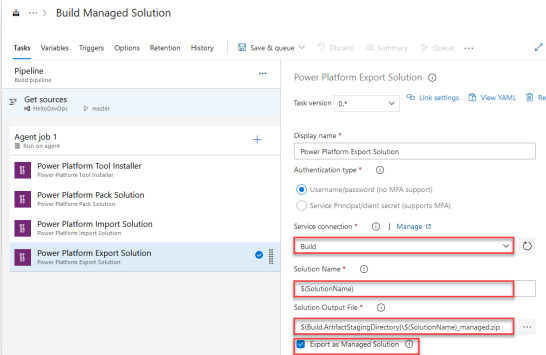 ··· > Build Managed Solution
Tasks Variables Triggers Options Retention History Save & queue Discard Summary Queue ···
Pipeline ···
Build pipeline
Get sources
HelloDevOps master
Agent job 1 +
Run on agent
Power Platform Tool Installer
Power Platform Tool Installer
Power Platform Pack Solution
Power Platform Pack Solution
Power Platform Import Solution
Power Platform Import Solution
Power Platform Export Solution
Power Platform Export Solution
Power Platform Export Solution
Task version 0.* Link settings View YAML Re
Display name *
Power Platform Export Solution
Authentication type *
Username/password (no MFA support)
Service Principal/client secret (supports MFA)
Service connection * | Manage
Build
Solution Name *
$(SolutionName)
Solution Output File *
$(Build.ArtifactStagingDirectory)\$(SolutionName)_managed.zip ···
Export as Managed Solution